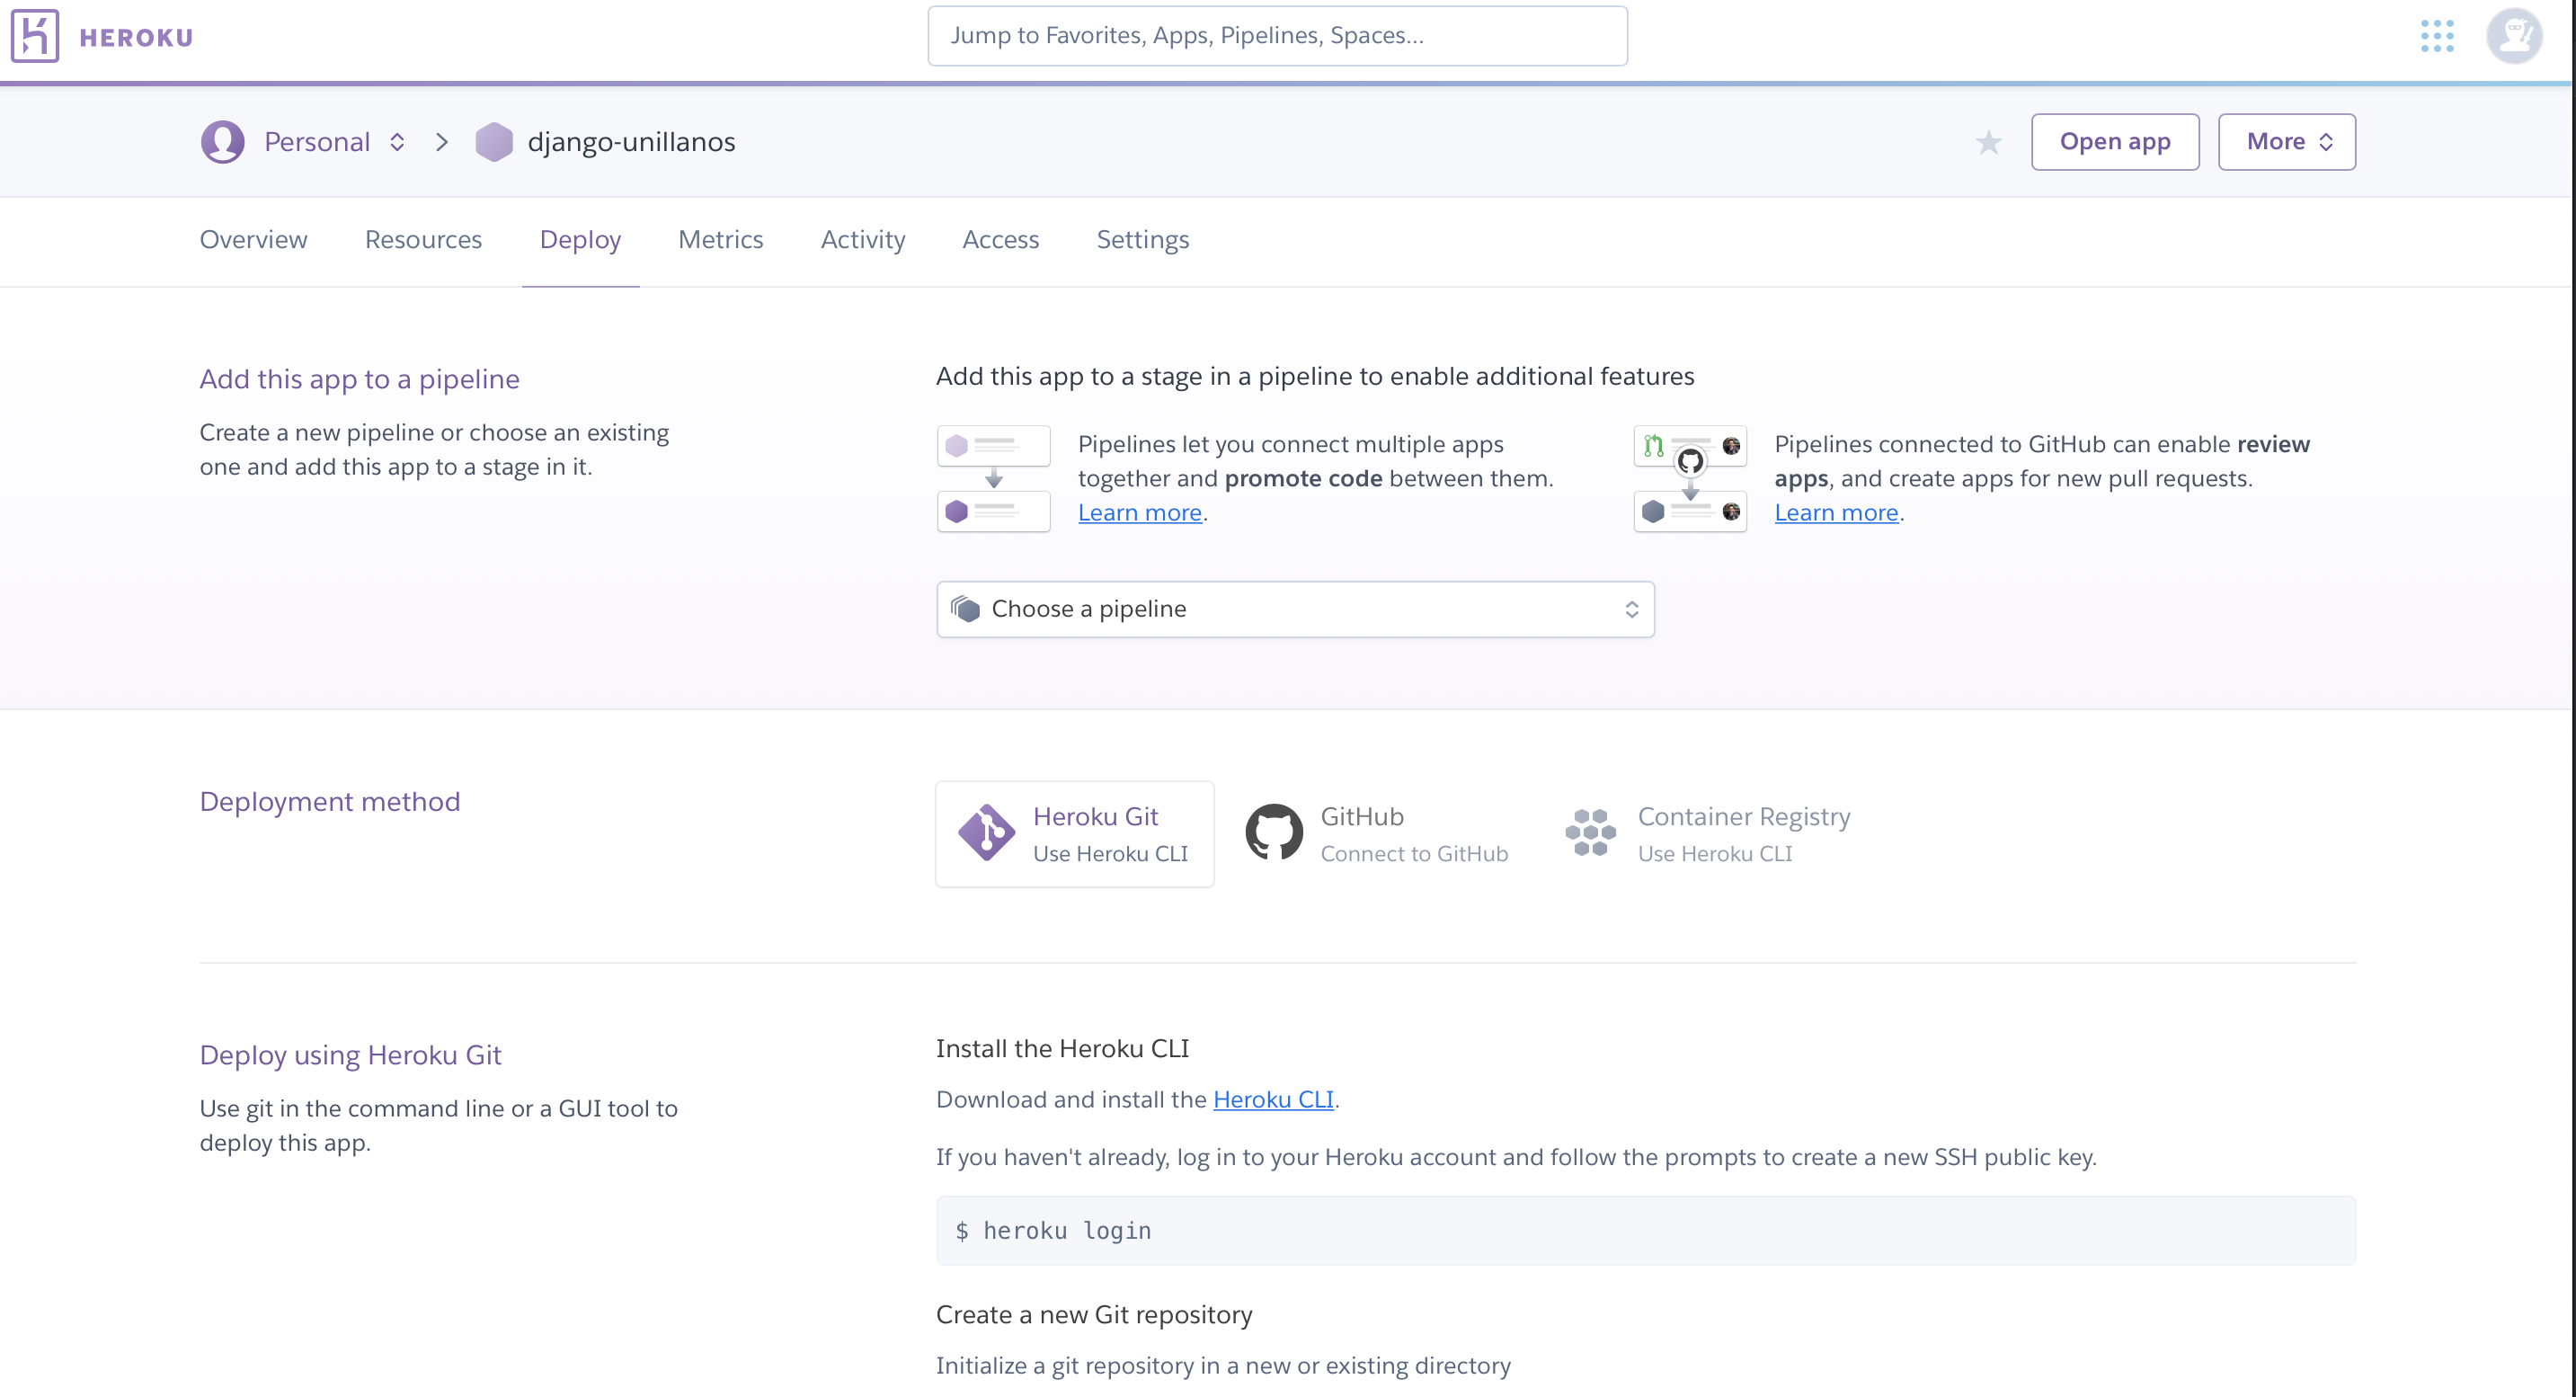 HEROKU
Jump to Favorites, Apps, Pipelines, Spaces...
Personal
django-unillanos
Open app
More
Overview
Resources
Deploy
Metrics
Activity
Access
Settings
Add this app to a pipeline
Create a new pipeline or choose an existing
one and add this app to a stage in it.
Add this app to a stage in a pipeline to enable additional features
Pipelines let you connect multiple apps
together and promote code between them.
Learn more.
Pipelines connected to GitHub can enable review
apps, and create apps for new pull requests.
Learn more.
Choose a pipeline
Deployment method
Heroku Git
Use Heroku CLI
GitHub
Connect to GitHub
Container Registry
Use Heroku CLI
Deploy using Heroku Git
Use git in the command line or a GUI tool to
deploy this app.
Install the Heroku CLI
Download and install the Heroku CLI.
If you haven't already, log in to your Heroku account and follow the prompts to create a new SSH public key.
$ heroku login
Create a new Git repository
Initialize a git repository in a new or existing directory